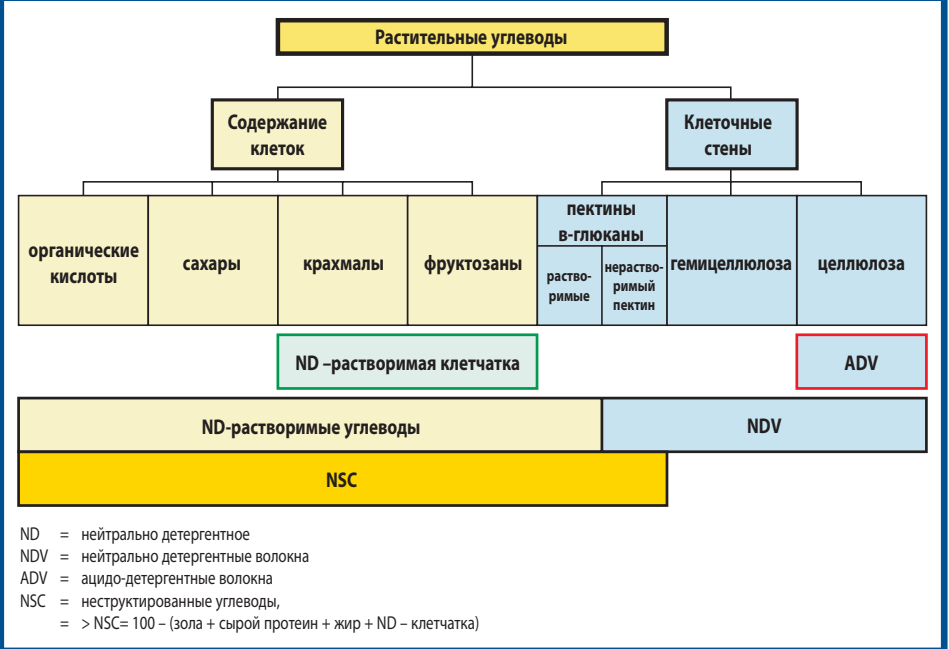 Растительные углеводы
Содержание
клеток
Клеточные
стены
органические
кислоты
сахары
крахмалы
фруктозаны
пектины
в-глюканы
раство-
римые
нераство-
римый
пектин
гемицеллюлоза
целлюлоза
ND –растворимая клетчатка
ADV
ND-растворимые углеводы
NDV
NSC
ND = нейтрально детергентное
NDV = нейтрально детергентные волокна
ADV = ацидо-детергентные волокна
NSC = неструктированные углеводы,
= > NSC= 100 – (зола + сырой протеин + жир + ND – клетчатка)